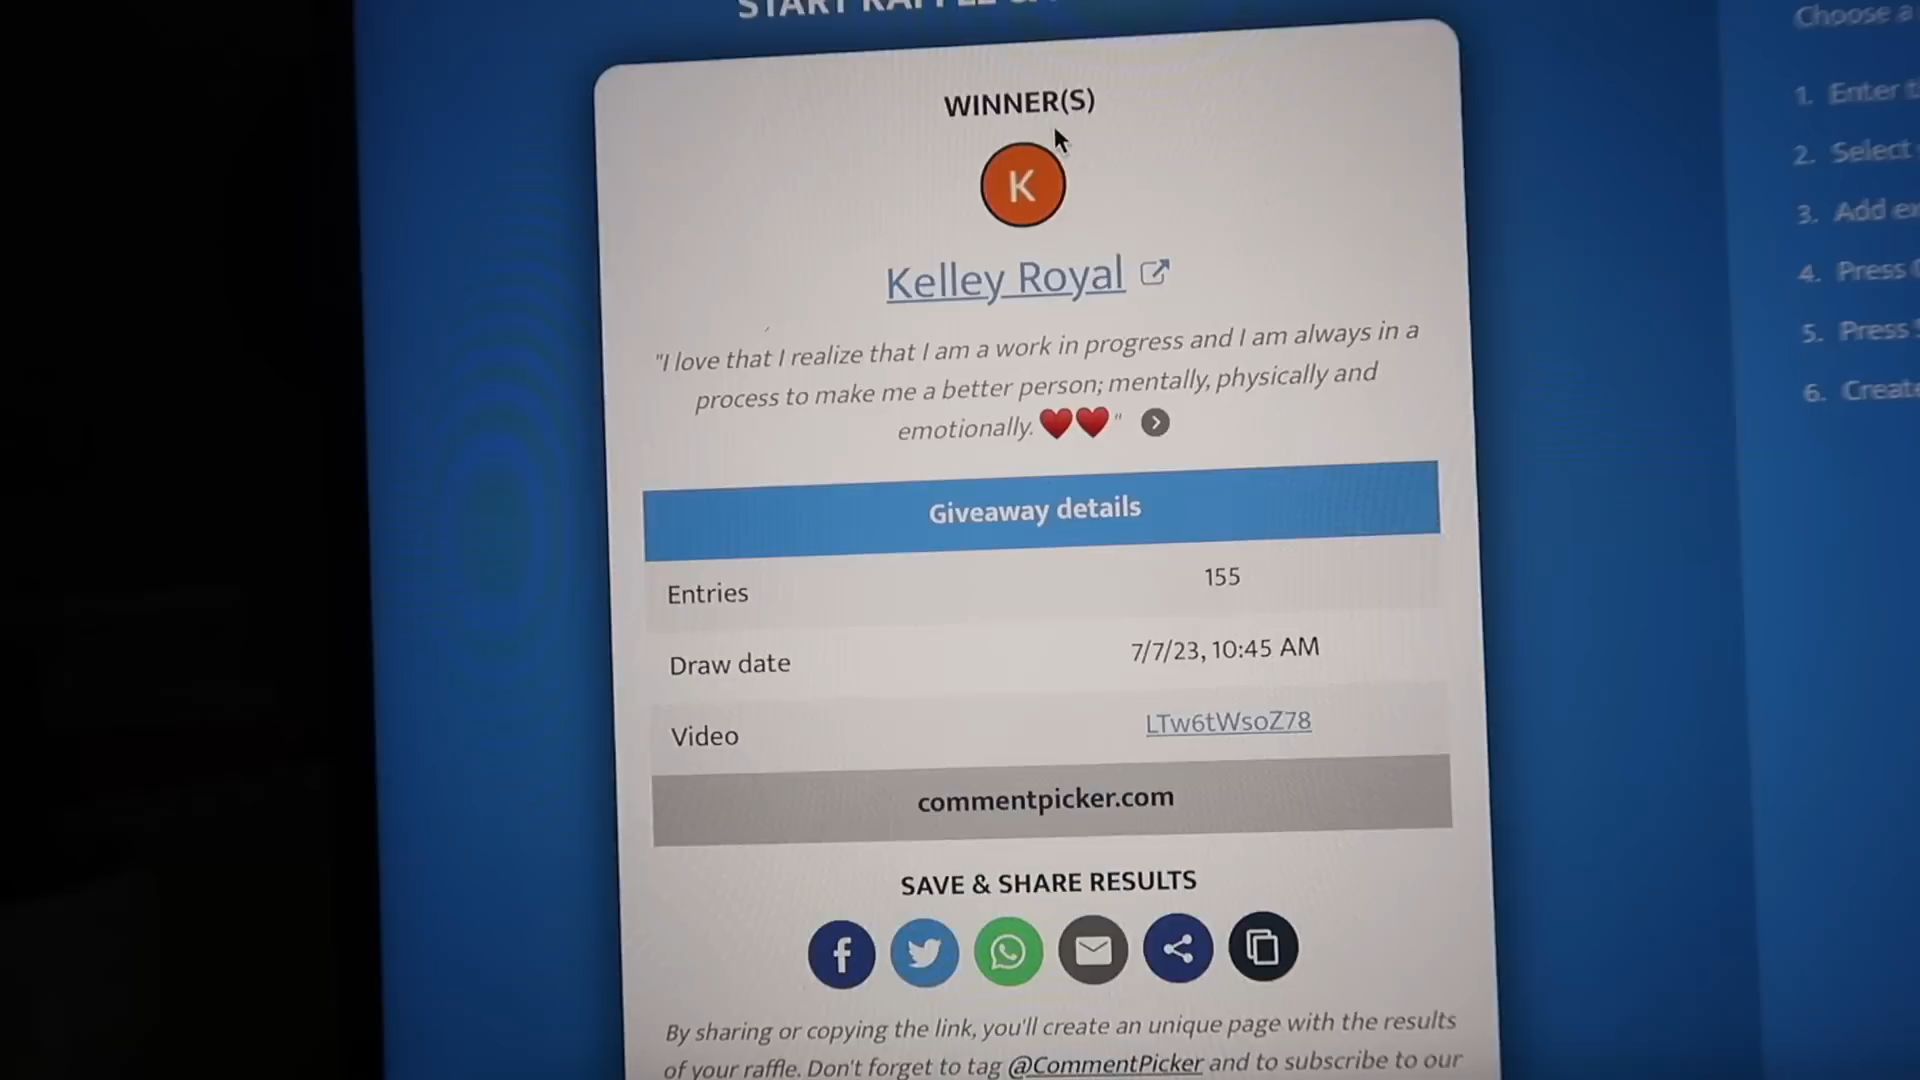 START RAFFLE
WINNER(S)
K
Kelley Royal
"I love that I realize that I am a work in progress and I am always in a
process to make me a better person; mentally, physically and
emotionally. ❤️❤️"
Giveaway details
Entries 155
Draw date 7/7/23, 10:45 AM
Video LTw6tWsoZ78
commentpicker.com
SAVE & SHARE RESULTS
By sharing or copying the link, you'll create an unique page with the results
of your raffle. Don't forget to tag @CommentPicker and to subscribe to our
Choose a
1. Enter
2. Select
3. Add
4. Press
5. Press
6. Create